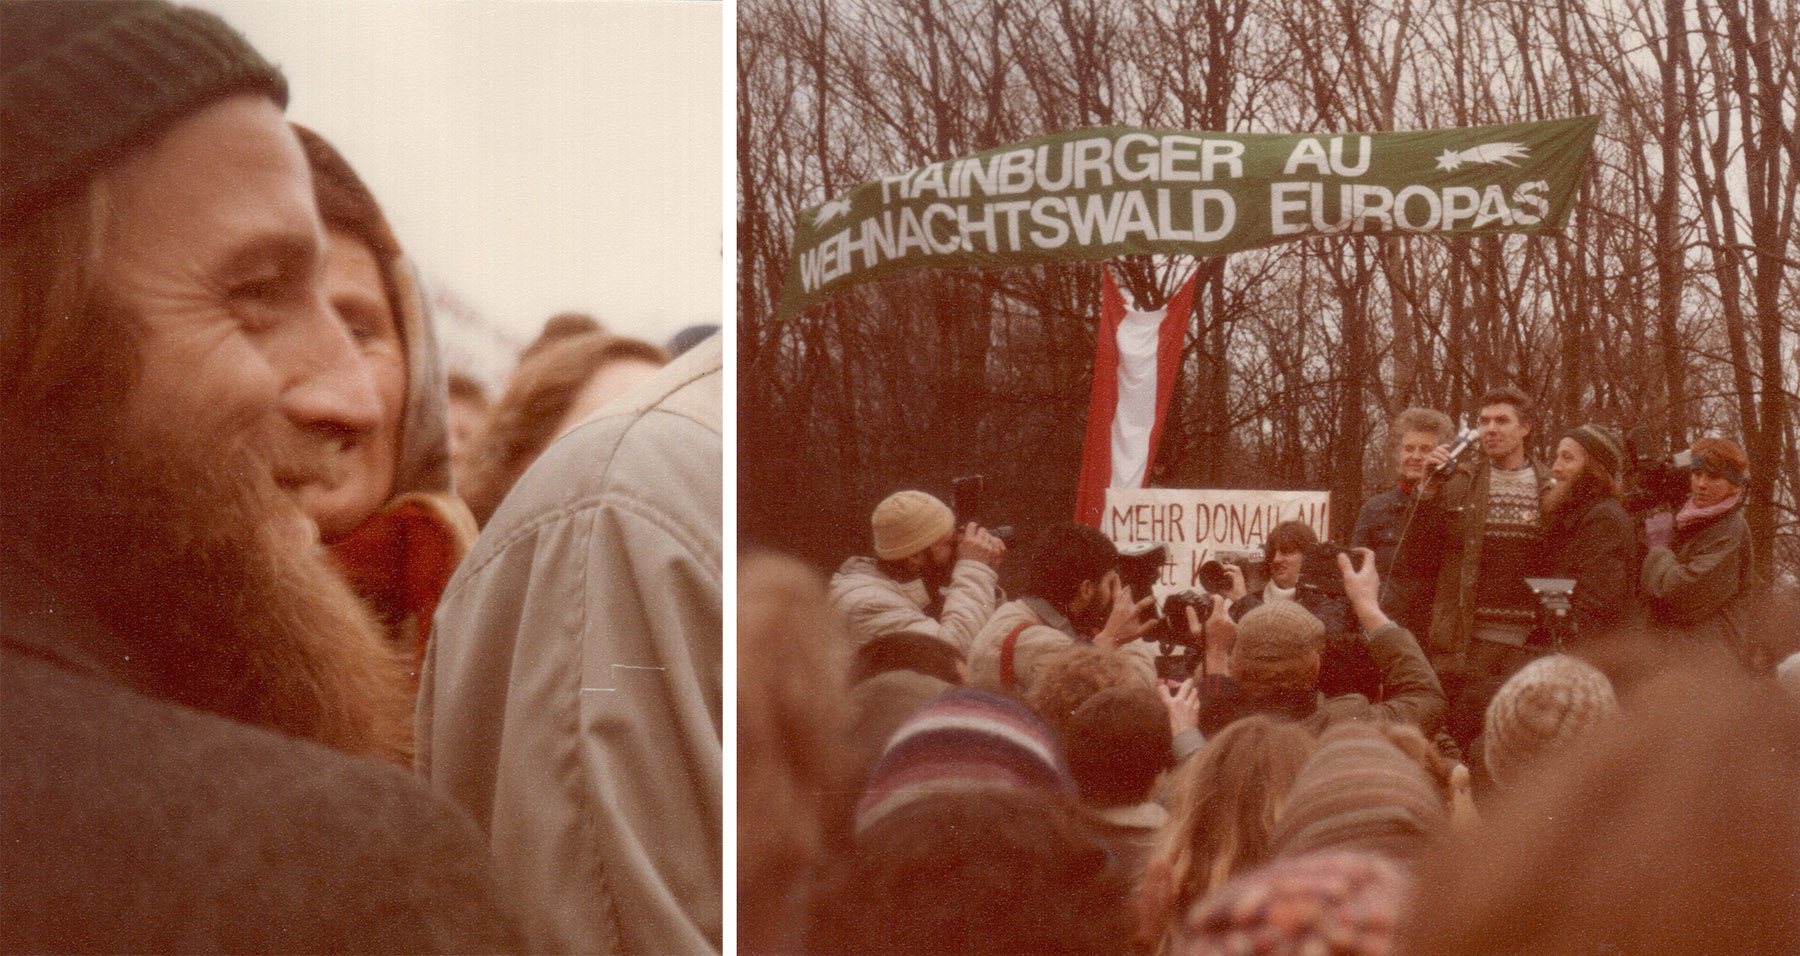 HAINBURGER AU
WEIHNACHTSWALD EUROPAS
MEHR DONAU AU